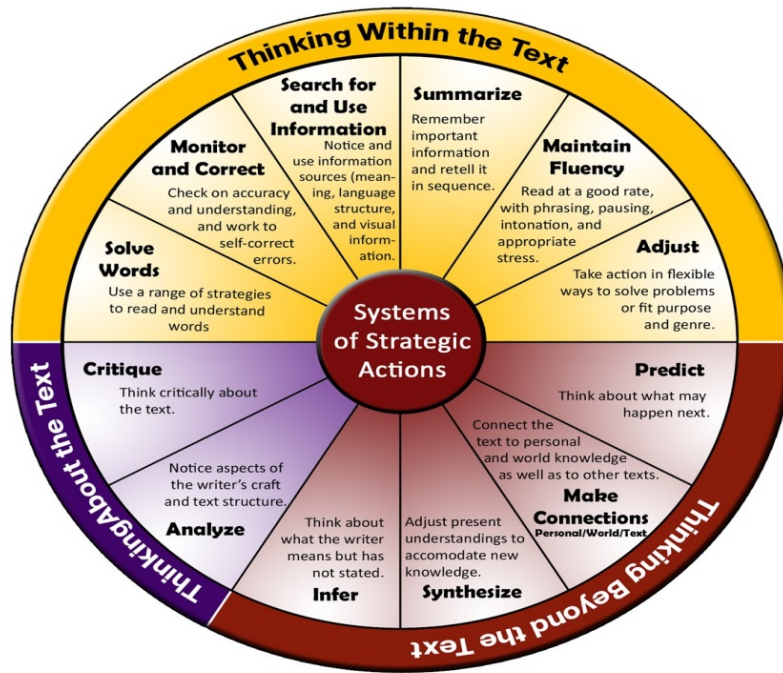 Thinking Within the Text
Solve
Words
Use a range of strategies
to read and understand
words
Monitor
and Correct
Check on accuracy
and understanding,
and work to
self-correct
errors.
Search for
and Use
Information
Notice and
use information
sources (mean-
ing, language
structure,
and visual
inform-
ation.
Summarize
Remember
important
information
and retell it
in sequence.
Maintain
Fluency
Read at a good rate,
with phrasing, pausing,
intonation, and
appropriate
stress.
Adjust
Take action in flexible
ways to solve problems
or fit purpose
and genre.
Systems
of Strategic
Actions
Thinking Beyond the Text
Predict
Think about what may
happen next.
Connect the
text to personal
and world knowledge
as well as to other texts.
Make
Connections
Personal/World/Text
Adjust present
understandings to
accomodate new
knowledge.
Synthesize
Think about
what the writer
means but has
not stated.
Infer
ThinkingAbout the Text
Notice aspects of
the writer's craft
and text structure.
Analyze
Critique
Think critically about
the text.